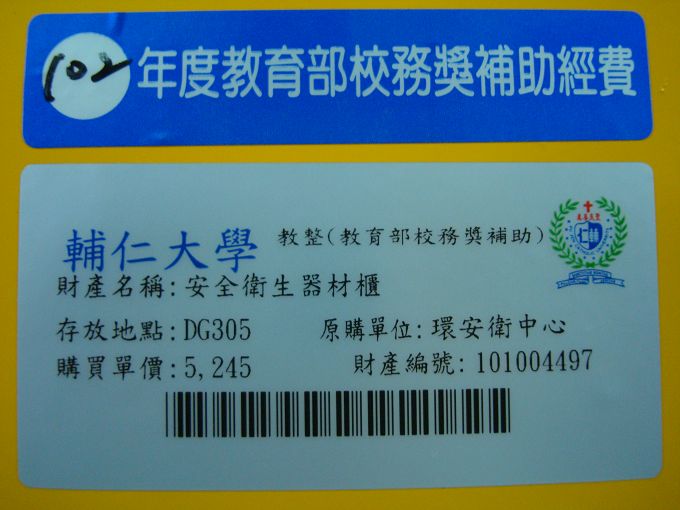 102 年度教育部校務獎補助經費
輔仁大學 教整(教育部校務獎補助)
財產名稱:安全衛生器材櫃
存放地點:DG305 原購單位:環安衛中心
購買單價:5,245 財產編號:101004497